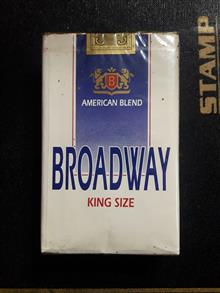 B
AMERICAN BLEND
BROADWAY
KING SIZE
STAMP